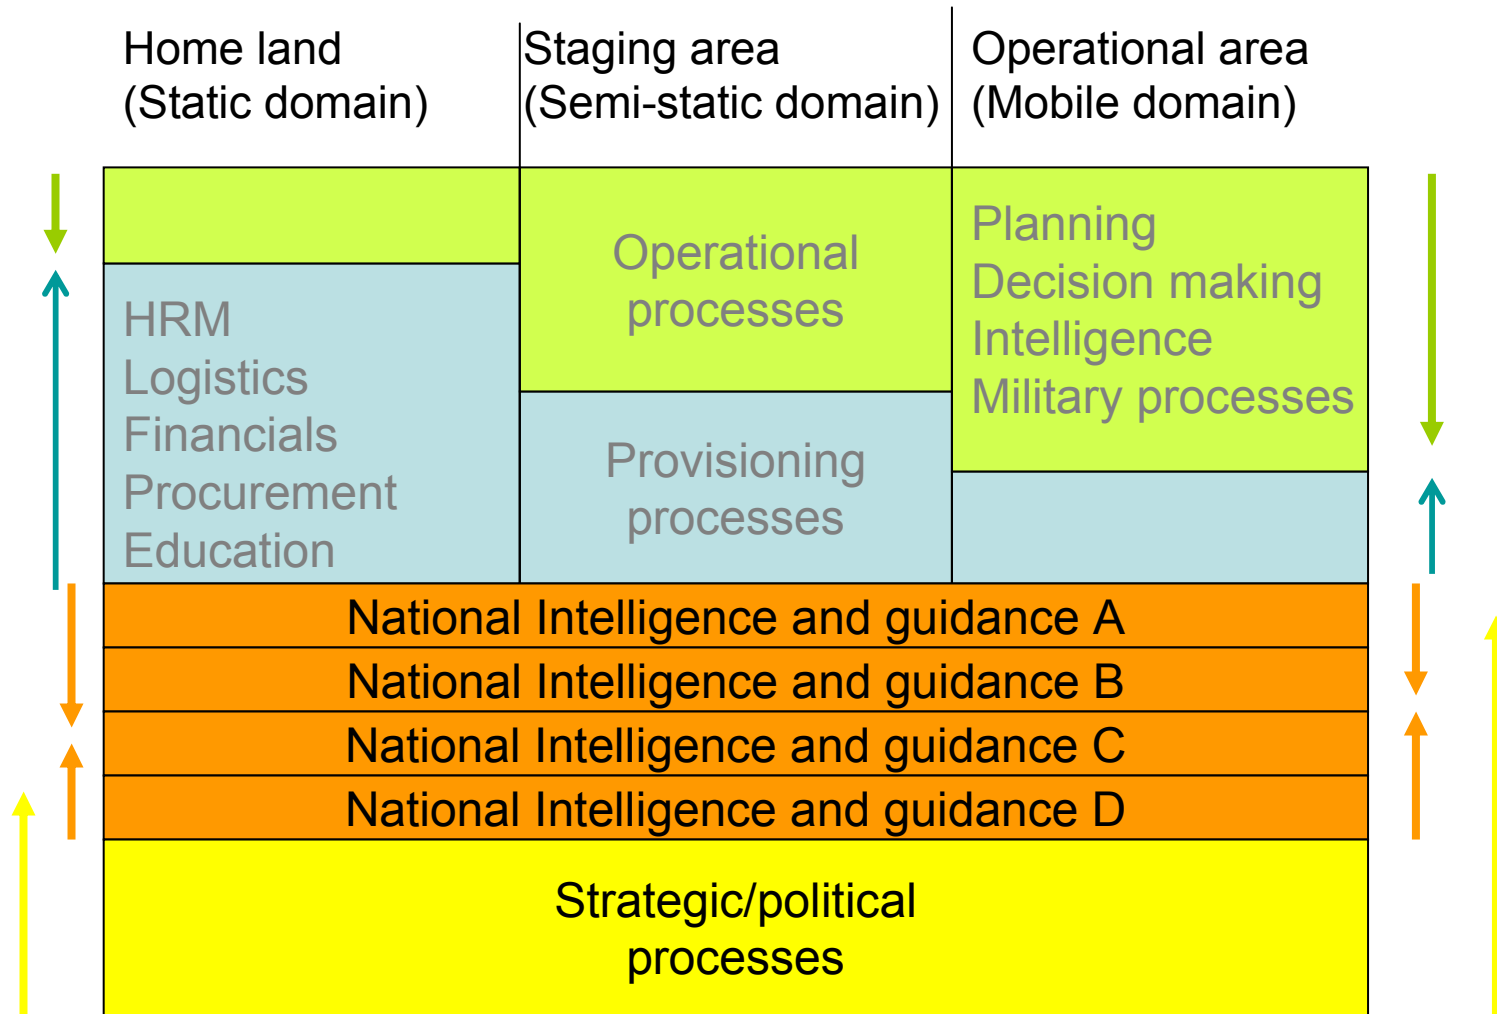 Home land
(Static domain)
Staging area
(Semi-static domain)
Operational area
(Mobile domain)
HRM
Logistics
Financials
Procurement
Education
Operational
processes
Provisioning
processes
Planning
Decision making
Intelligence
Military processes
National Intelligence and guidance A
National Intelligence and guidance B
National Intelligence and guidance C
National Intelligence and guidance D
Strategic/political
processes